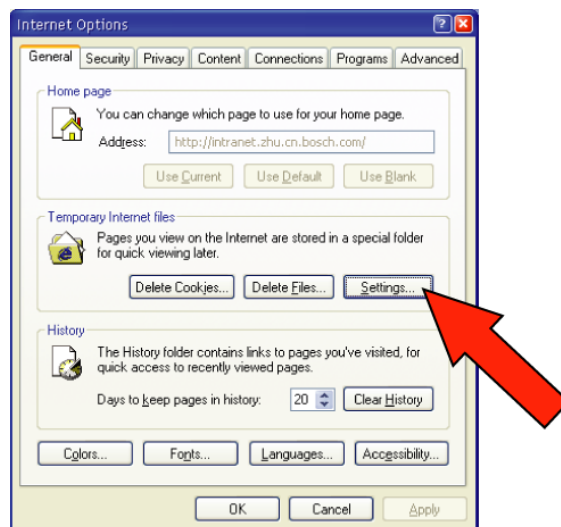 Internet Options
General Security Privacy Content Connections Programs Advanced
Home page
You can change which page to use for your home page.
Address: http://intranet.zhu.cn.bosch.com/
Use Current Use Default Use Blank
Temporary Internet files
Pages you view on the Internet are stored in a special folder
for quick viewing later.
Delete Cookies... Delete Files... Settings...
History
The History folder contains links to pages you've visited, for
quick access to recently viewed pages.
Days to keep pages in history: 20 Clear History
Colors... Fonts... Languages... Accessibility...
OK Cancel Apply